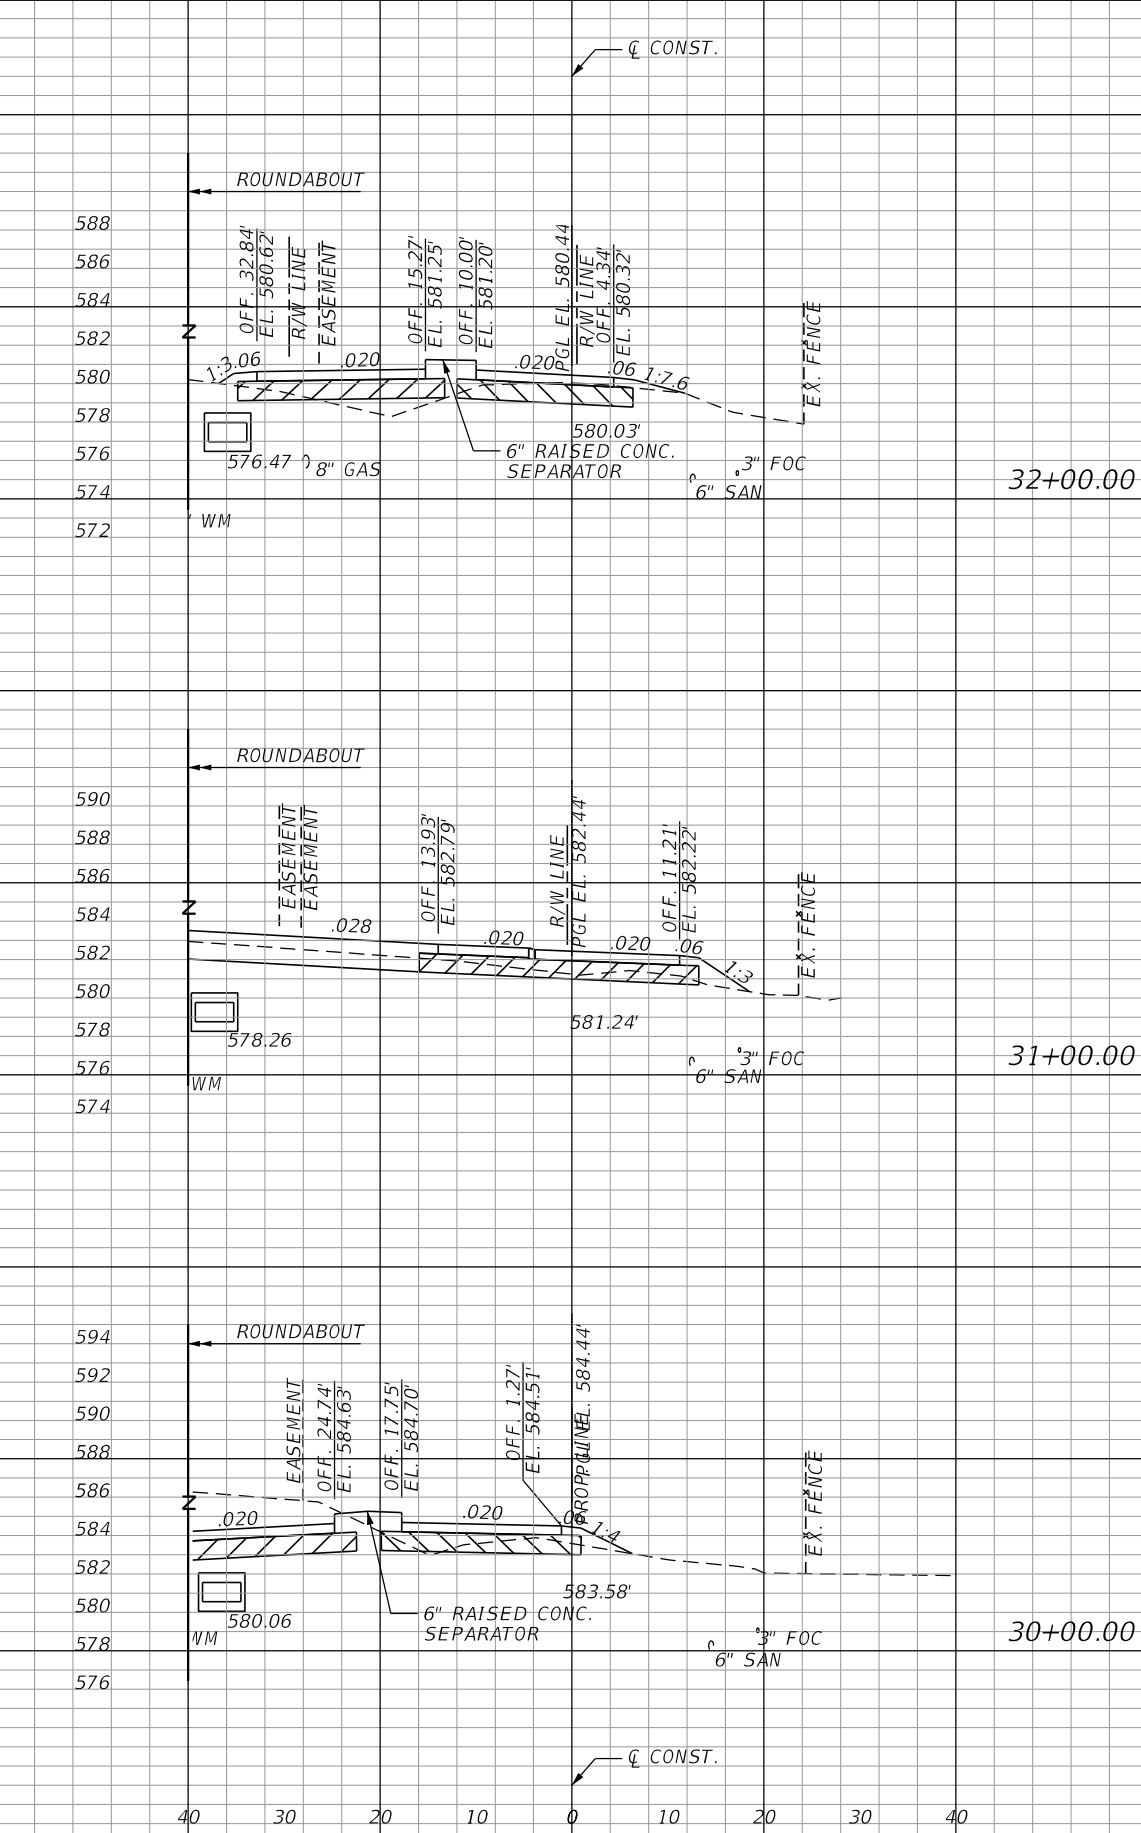 ℄ CONST.
ROUNDABOUT
588
586
584
582
580
578
576
574
572
OFF. 32.84'
EL. 580.62'
R/W LINE
EASEMENT
OFF. 15.27'
EL. 581.25'
OFF. 10.00'
EL. 581.20'
PGL EL. 580.44
R/W LINE
OFF. 4.34'
EL. 580.32'
EX. FENCE
1:3
.06
.020
.020
.06
1:7.6
580.03'
6" RAISED CONC.
SEPARATOR
576.47
8" GAS
3" FOC
6" SAN
32+00.00
' WM
ROUNDABOUT
590
588
586
584
582
580
578
576
574
EASEMENT
EASEMENT
OFF. 13.93'
EL. 582.79'
R/W LINE
PGL EL. 582.44'
OFF. 11.21'
EL. 582.22'
EX. FENCE
.028
.020
.020
.06
1:3
581.24'
578.26
3" FOC
6" SAN
31+00.00
WM
ROUNDABOUT
594
592
590
588
586
584
582
580
578
576
EASEMENT
OFF. 24.74'
EL. 584.63'
OFF. 17.75'
EL. 584.70'
OFF. 1.27'
EL. 584.51'
PROP. LINE
PGL EL. 584.44'
EX. FENCE
.020
.020
.06
1:4
583.58'
6" RAISED CONC.
SEPARATOR
580.06
3" FOC
6" SAN
30+00.00
WM
℄ CONST.
40 30 20 10 0 10 20 30 40